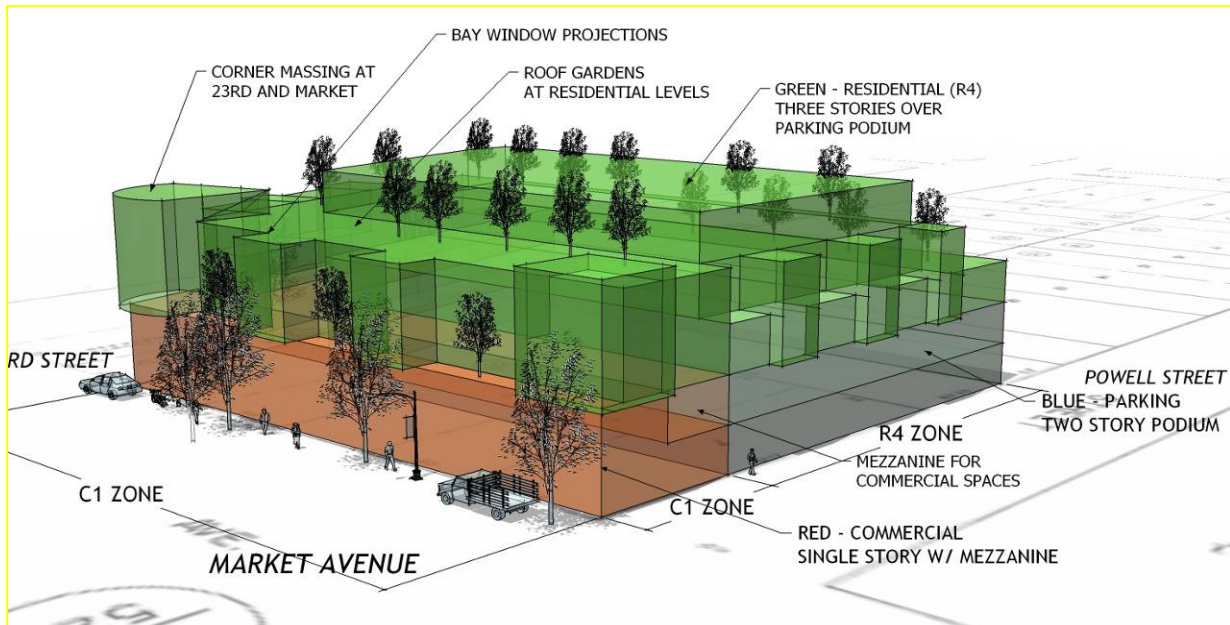 BAY WINDOW PROJECTIONS
CORNER MASSING AT
23RD AND MARKET
ROOF GARDENS
AT RESIDENTIAL LEVELS
GREEN - RESIDENTIAL (R4)
THREE STORIES OVER
PARKING PODIUM
RD STREET
POWELL STREET
BLUE - PARKING
TWO STORY PODIUM
R4 ZONE
MEZZANINE FOR
COMMERCIAL SPACES
C1 ZONE
C1 ZONE
RED - COMMERCIAL
SINGLE STORY W/ MEZZANINE
MARKET AVENUE
AVE.